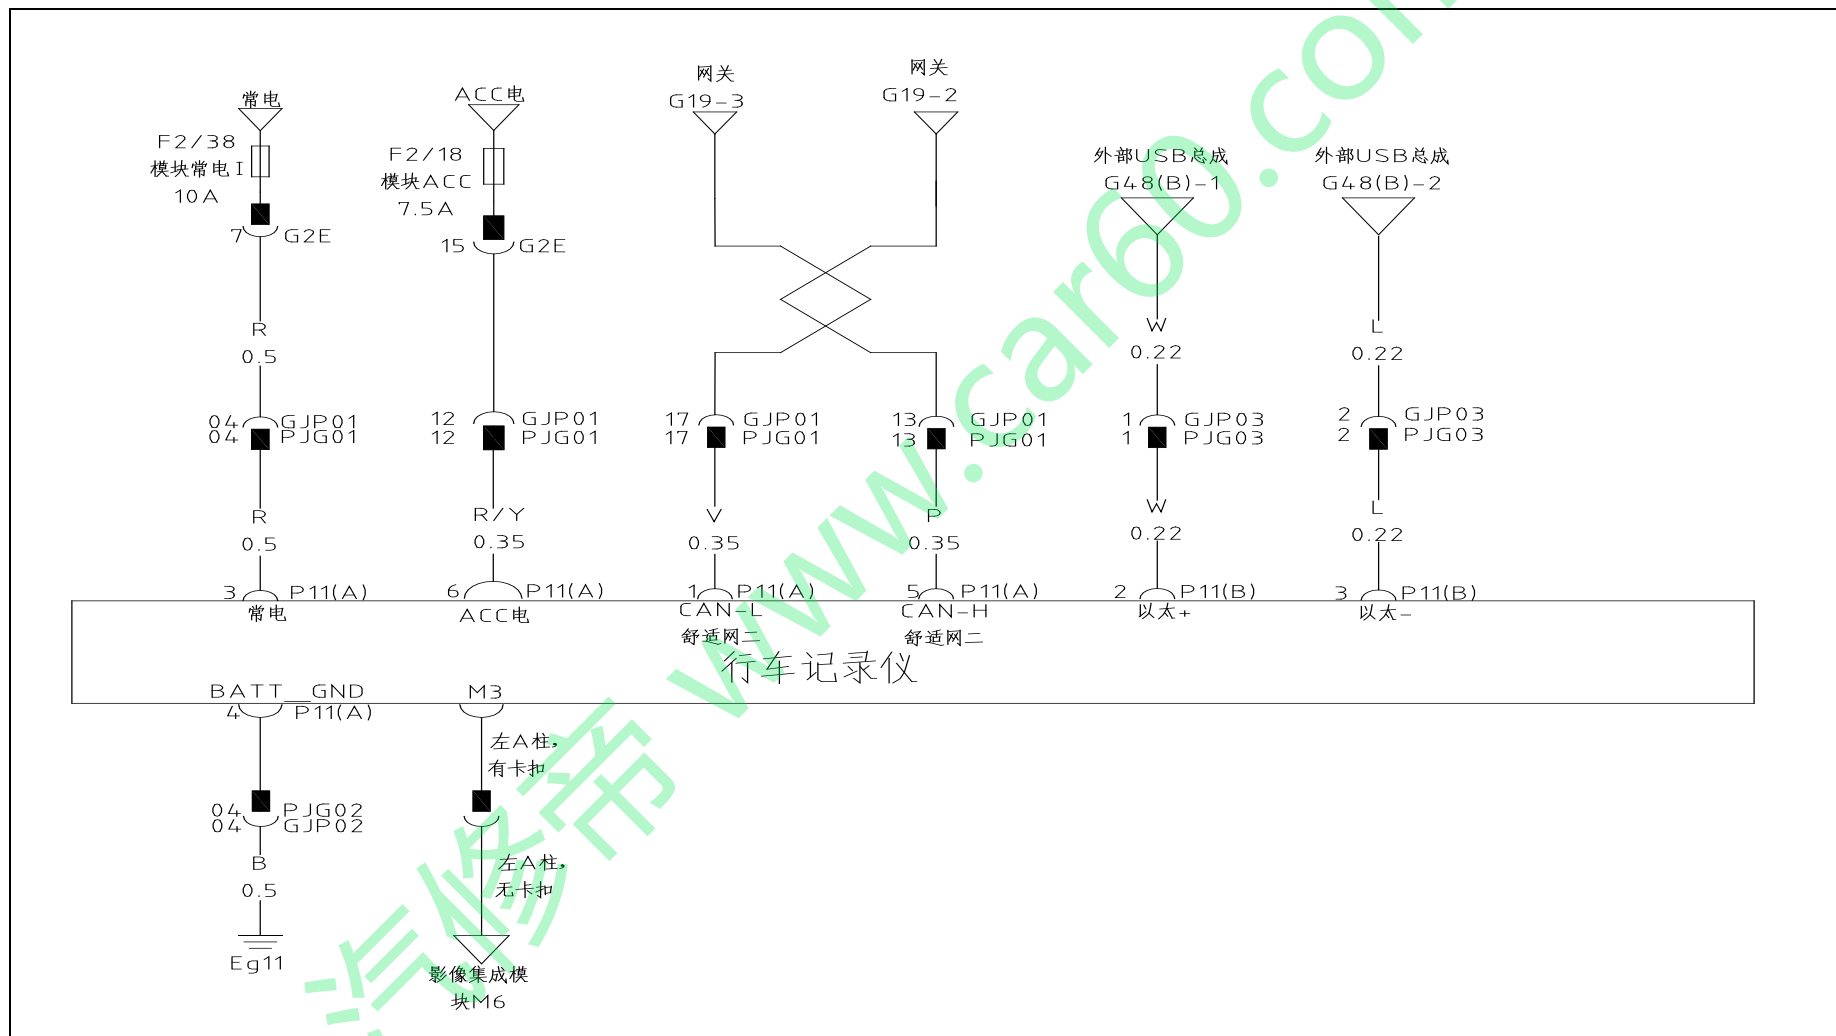 常电
F2/38
模块常电I
10A
7
G2E
R
0.5
04
GJP01
04
PJG01
R
0.5
3
P11(A)
常电
ACC电
F2/18
模块ACC
7.5A
15
G2E
12
GJP01
12
PJG01
R/Y
0.35
6
P11(A)
ACC电
网关
G19-3
17
GJP01
17
PJG01
V
0.35
1
P11(A)
CAN-L
舒适网二
网关
G19-2
13
GJP01
13
PJG01
P
0.35
5
P11(A)
CAN-H
舒适网二
外部USB总成
G48(B)-1
W
0.22
1
GJP03
1
PJG03
W
0.22
2
P11(B)
以太+
外部USB总成
G48(B)-2
L
0.22
2
GJP03
2
PJG03
L
0.22
3
P11(B)
以太-
行车记录仪
BATT_GND
4
P11(A)
04
PJG02
04
GJP02
B
0.5
Eg11
M3
左A柱,
有卡扣
左A柱,
无卡扣
影像集成模
块M6
汽修帝 www.car60.com